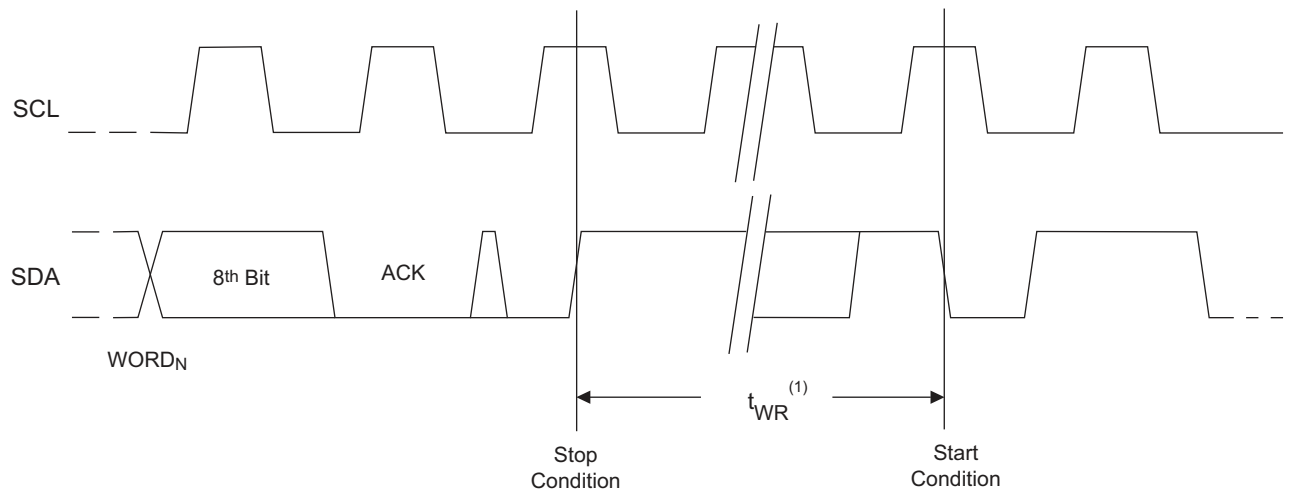 SCL
SDA
8th Bit
ACK
WORDN
tWR(1)
Stop
Condition
Start
Condition